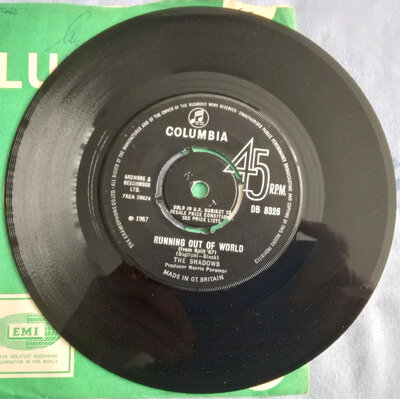 LU
COLUMBIA
45
R.P.M.
ARDMORE &
BEECHWOOD
LTD.
7XCA 28624
SOLD IN U.K. SUBJECT TO
RESALE PRICE CONDITIONS
SEE PRICE LISTS
DB 8326
℗ 1967
RUNNING OUT OF WORLD
(from Split '67)
THE SHADOWS
Producer Norrie Paramor
MADE IN GT. BRITAIN
EMI
THE GREATEST RECORDING
ORGANISATION IN THE WORLD